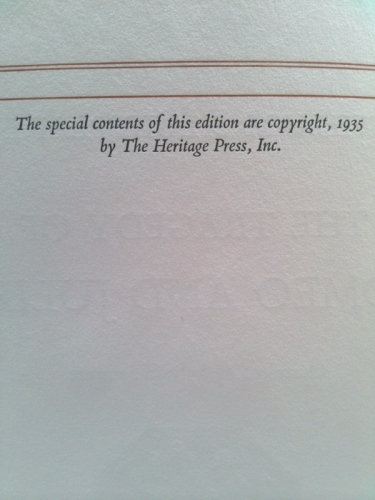 The special contents of this edition are copyright, 1935
by The Heritage Press, Inc.